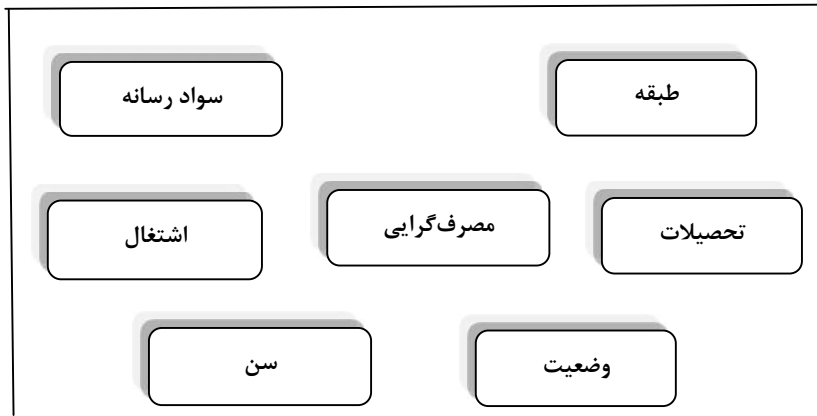 طبقه
سواد رسانه
تحصیلات
مصرف‌گرایی
اشتغال
وضعیت
سن